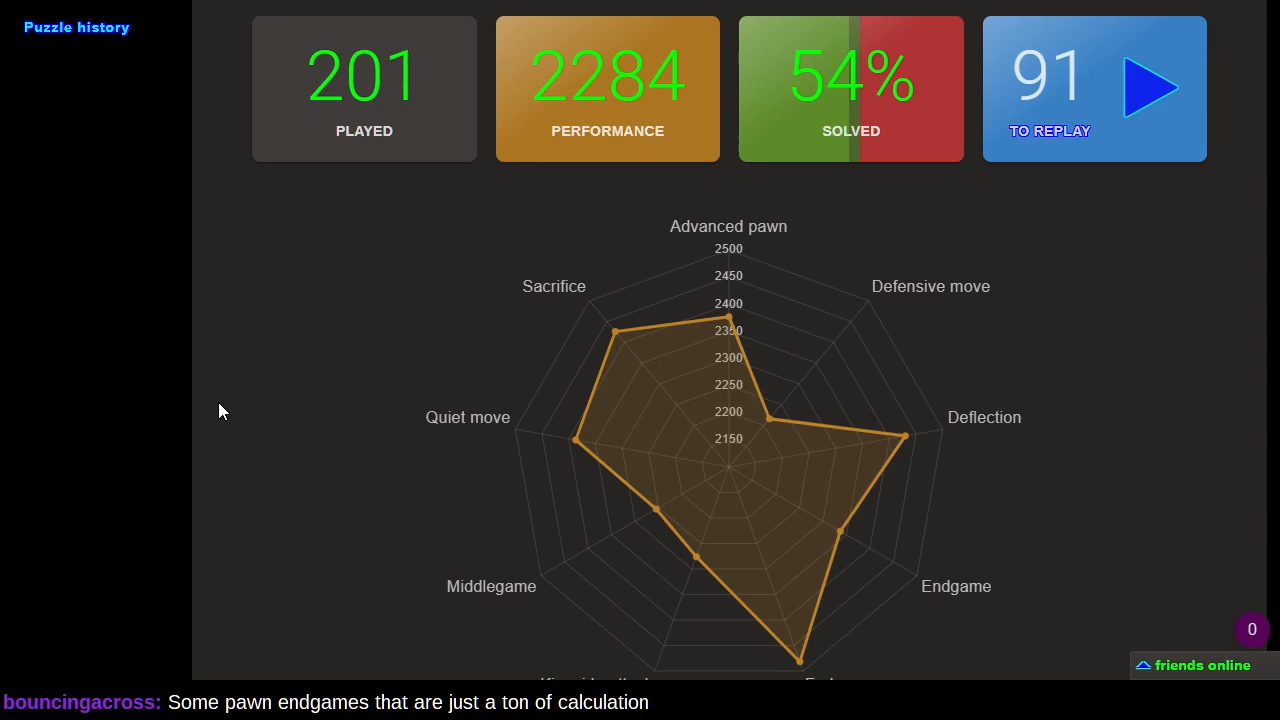 Puzzle history
201
PLAYED
2284
PERFORMANCE
54%
SOLVED
91
TO REPLAY
Advanced pawn
2500
2450
2400
2350
2300
2250
2200
2150
Sacrifice
Defensive move
Quiet move
Deflection
Middlegame
Endgame
0
friends online
bouncingacross: Some pawn endgames that are just a ton of calculation